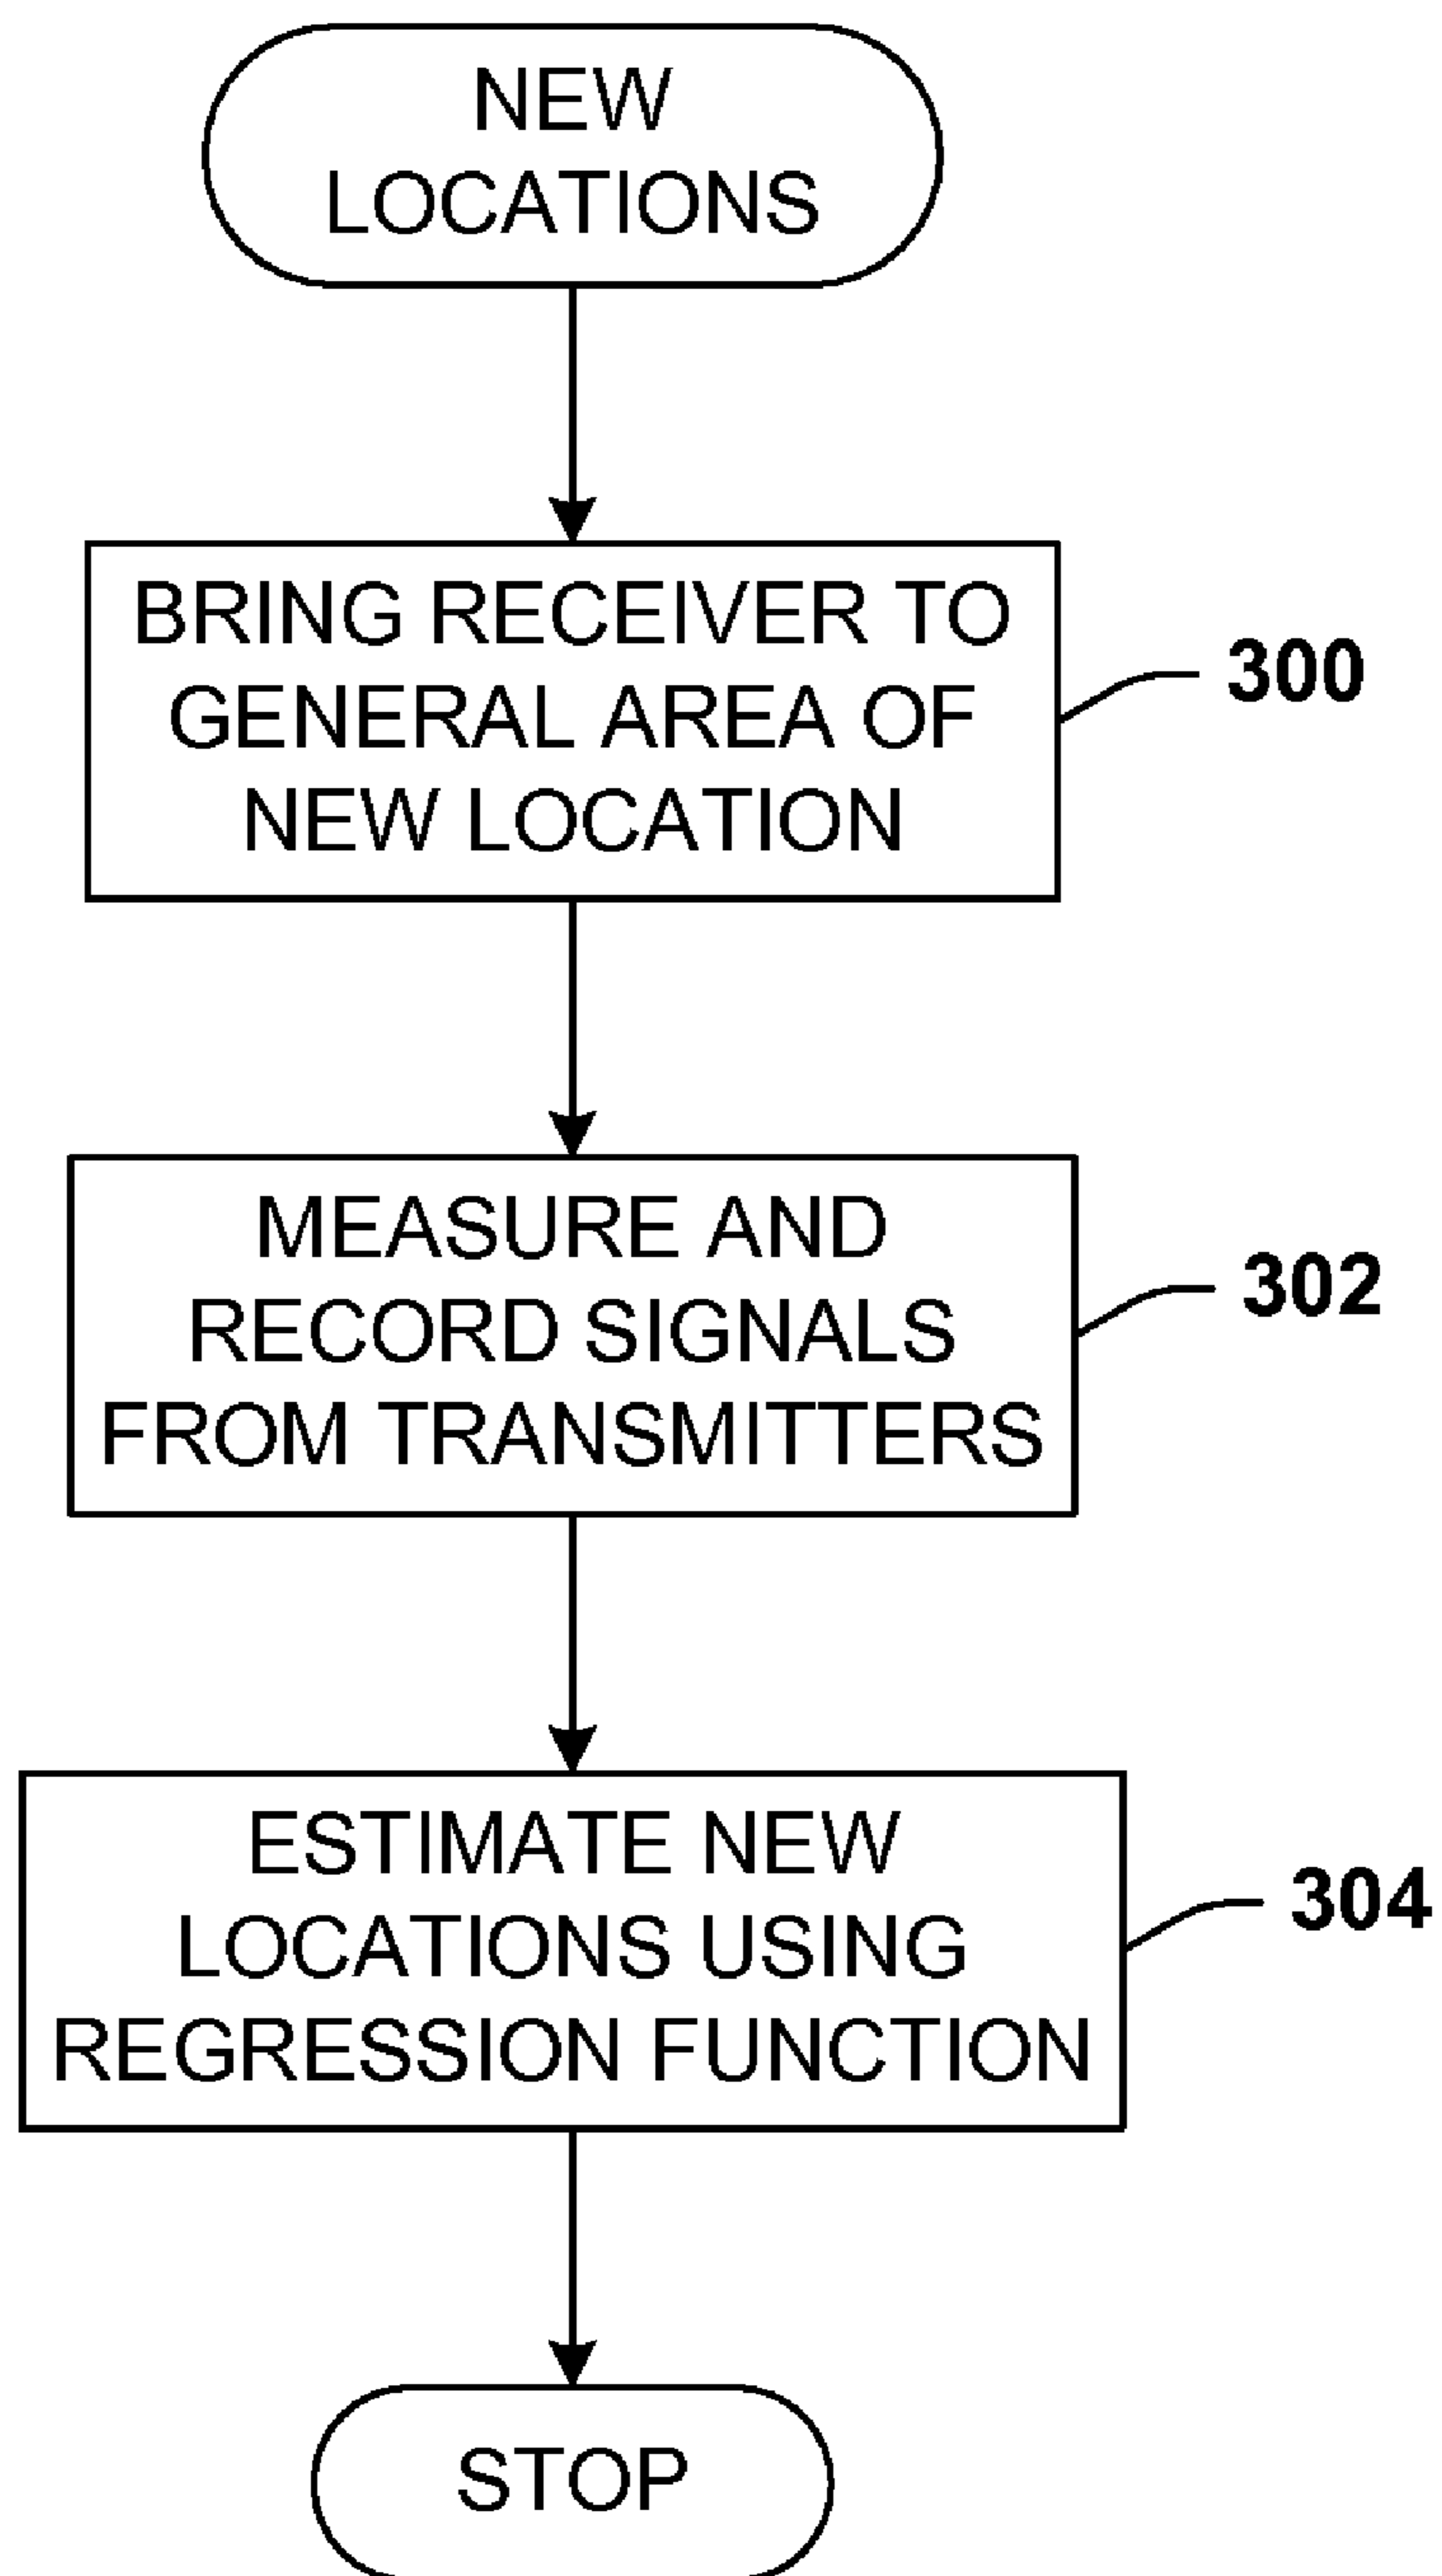 NEW
LOCATIONS
BRING RECEIVER TO
GENERAL AREA OF
NEW LOCATION
300
MEASURE AND
RECORD SIGNALS
FROM TRANSMITTERS
302
ESTIMATE NEW
LOCATIONS USING
REGRESSION FUNCTION
304
STOP